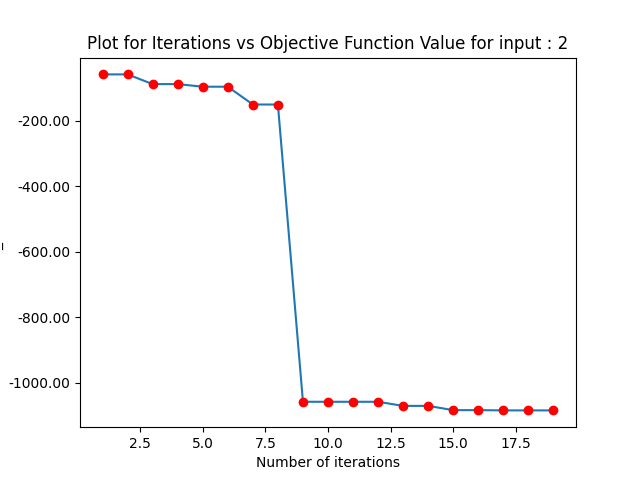 Plot for Iterations vs Objective Function Value for input : 2
-200.00
-400.00
-600.00
-800.00
-1000.00
2.5 5.0 7.5 10.0 12.5 15.0 17.5
Number of iterations